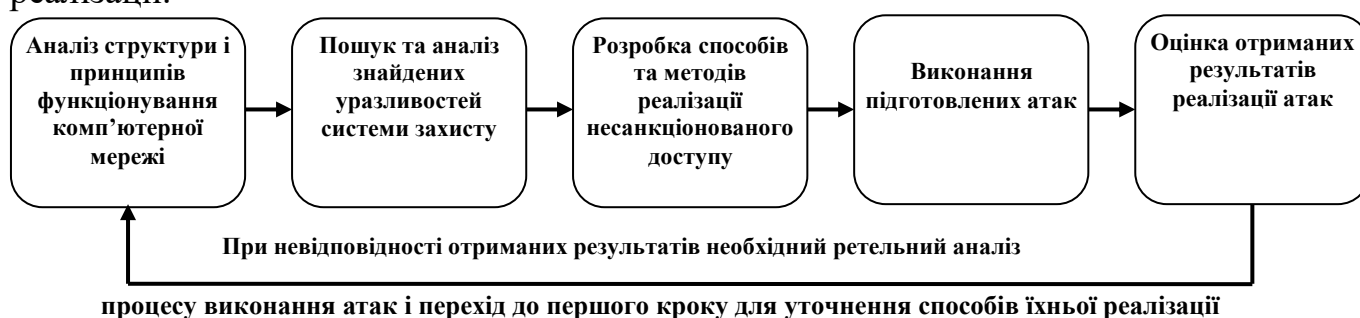 реалізації.
Аналіз структури і
принципів
функціонування
комп’ютерної
мережі
Пошук та аналіз
знайдених
уразливостей
системи захисту
Розробка способів
та методів
реалізації
несанкціонованого
доступу
Виконання
підготовлених атак
Оцінка отриманих
результатів
реалізації атак
При невідповідності отриманих результатів необхідний ретельний аналіз
процесу виконання атак і перехід до першого кроку для уточнення способів їхньої реалізації